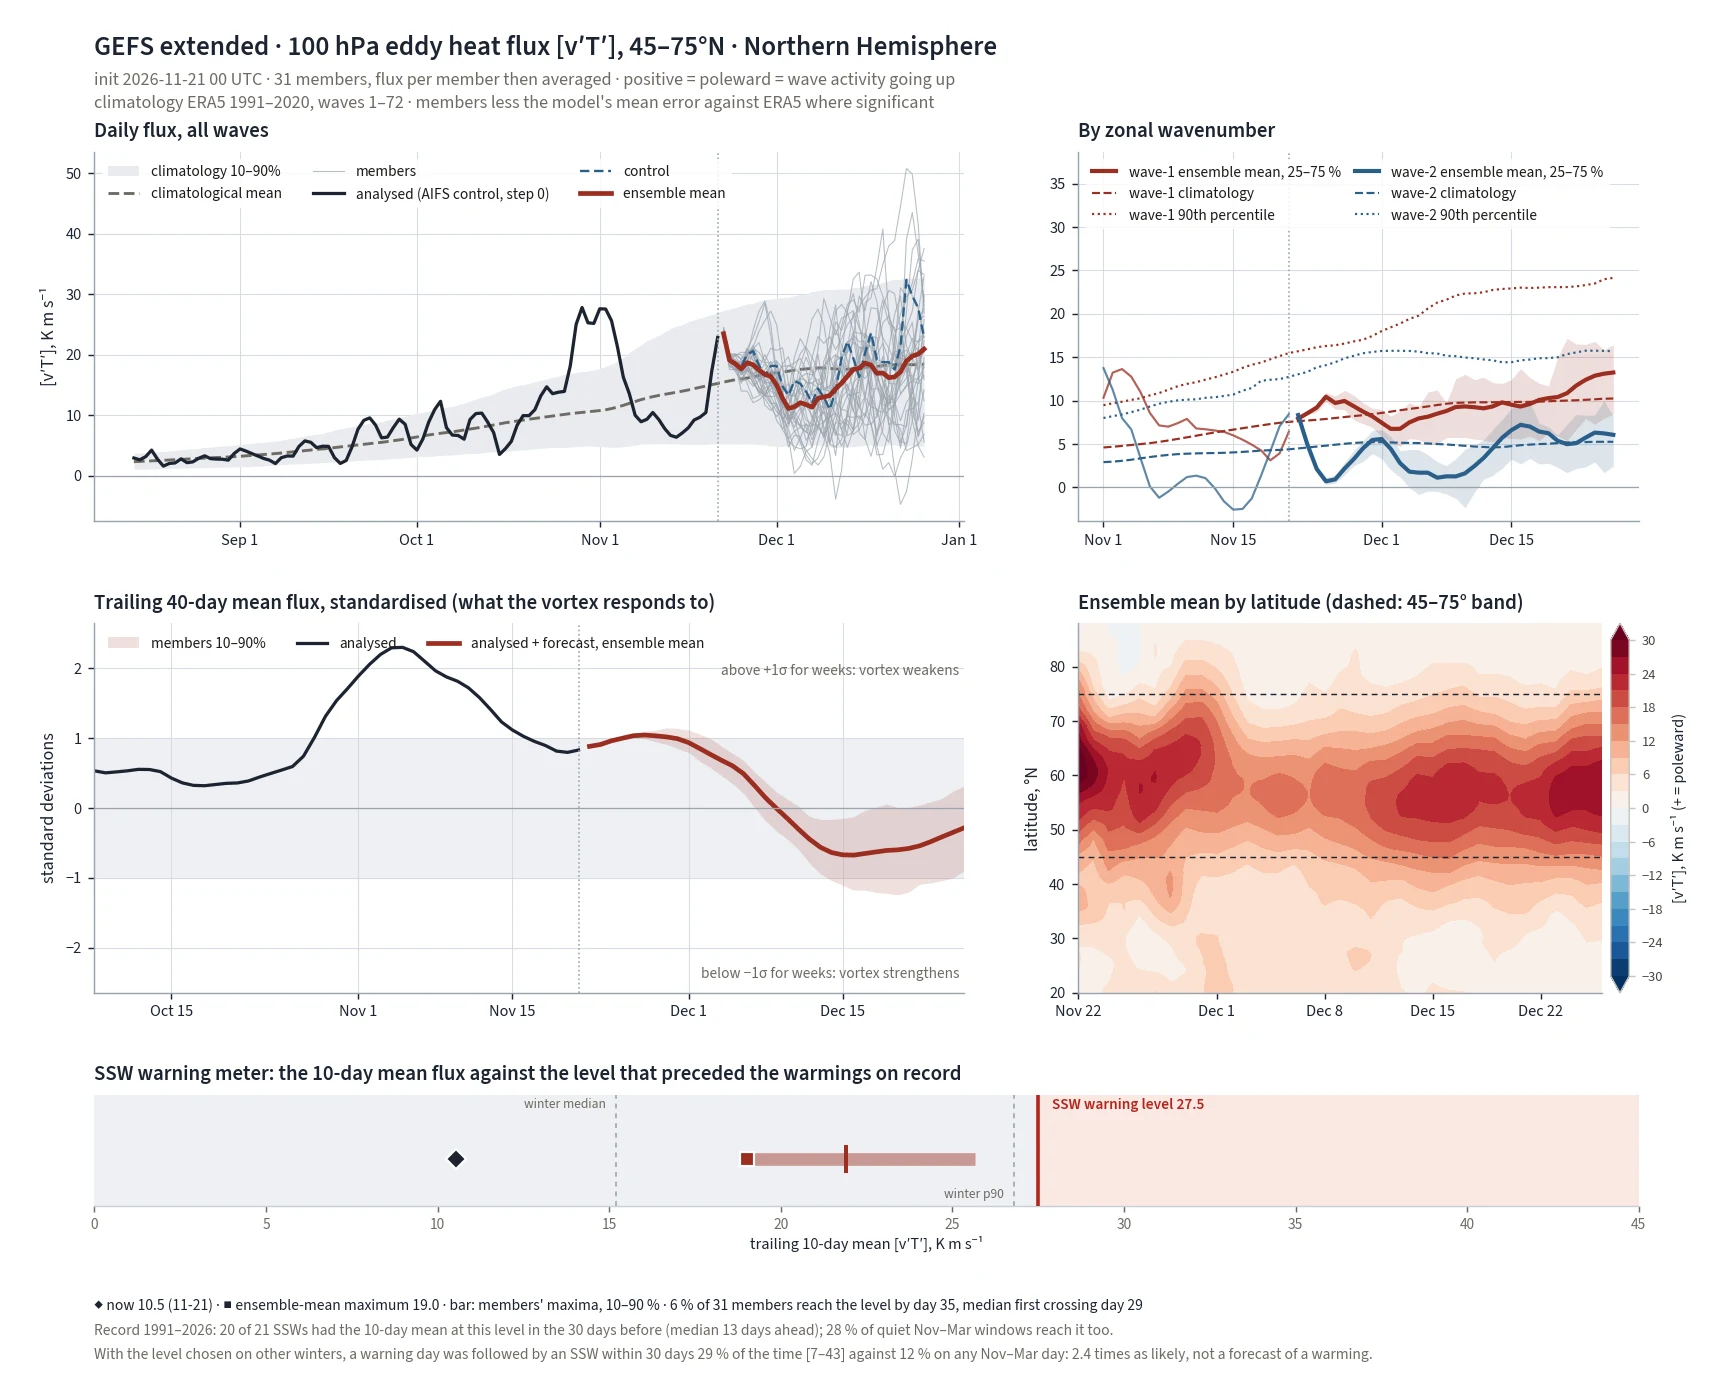 GEFS extended · 100 hPa eddy heat flux [v′T′], 45–75°N · Northern Hemisphere
init 2026-11-21 00 UTC · 31 members, flux per member then averaged · positive = poleward = wave activity going up
climatology ERA5 1991–2020, waves 1–72 · members less the model's mean error against ERA5 where significant
Daily flux, all waves
climatology 10–90%
members
control
climatological mean
analysed (AIFS control, step 0)
ensemble mean
50
40
30
20
10
0
[v′T′], K m s⁻¹
Sep 1
Oct 1
Nov 1
Dec 1
Jan 1
By zonal wavenumber
wave-1 ensemble mean, 25–75 %
wave-2 ensemble mean, 25–75 %
wave-1 climatology
wave-2 climatology
wave-1 90th percentile
wave-2 90th percentile
35
30
25
20
15
10
5
0
Nov 1
Nov 15
Dec 1
Dec 15
Trailing 40-day mean flux, standardised (what the vortex responds to)
members 10–90%
analysed
analysed + forecast, ensemble mean
above +1σ for weeks: vortex weakens
below −1σ for weeks: vortex strengthens
2
1
0
−1
−2
standard deviations
Oct 15
Nov 1
Nov 15
Dec 1
Dec 15
Ensemble mean by latitude (dashed: 45–75° band)
80
70
60
50
40
30
20
latitude, °N
Nov 22
Dec 1
Dec 8
Dec 15
Dec 22
30
24
18
12
6
0
−6
−12
−18
−24
−30
[v′T′], K m s⁻¹ (+ = poleward)
SSW warning meter: the 10-day mean flux against the level that preceded the warmings on record
winter median
SSW warning level 27.5
winter p90
0
5
10
15
20
25
30
35
40
45
trailing 10-day mean [v′T′], K m s⁻¹
◆ now 10.5 (11-21) · ■ ensemble-mean maximum 19.0 · bar: members' maxima, 10–90 % · 6 % of 31 members reach the level by day 35, median first crossing day 29
Record 1991–2026: 20 of 21 SSWs had the 10-day mean at this level in the 30 days before (median 13 days ahead); 28 % of quiet Nov–Mar windows reach it too.
With the level chosen on other winters, a warning day was followed by an SSW within 30 days 29 % of the time [7–43] against 12 % on any Nov–Mar day: 2.4 times as likely, not a forecast of a warming.